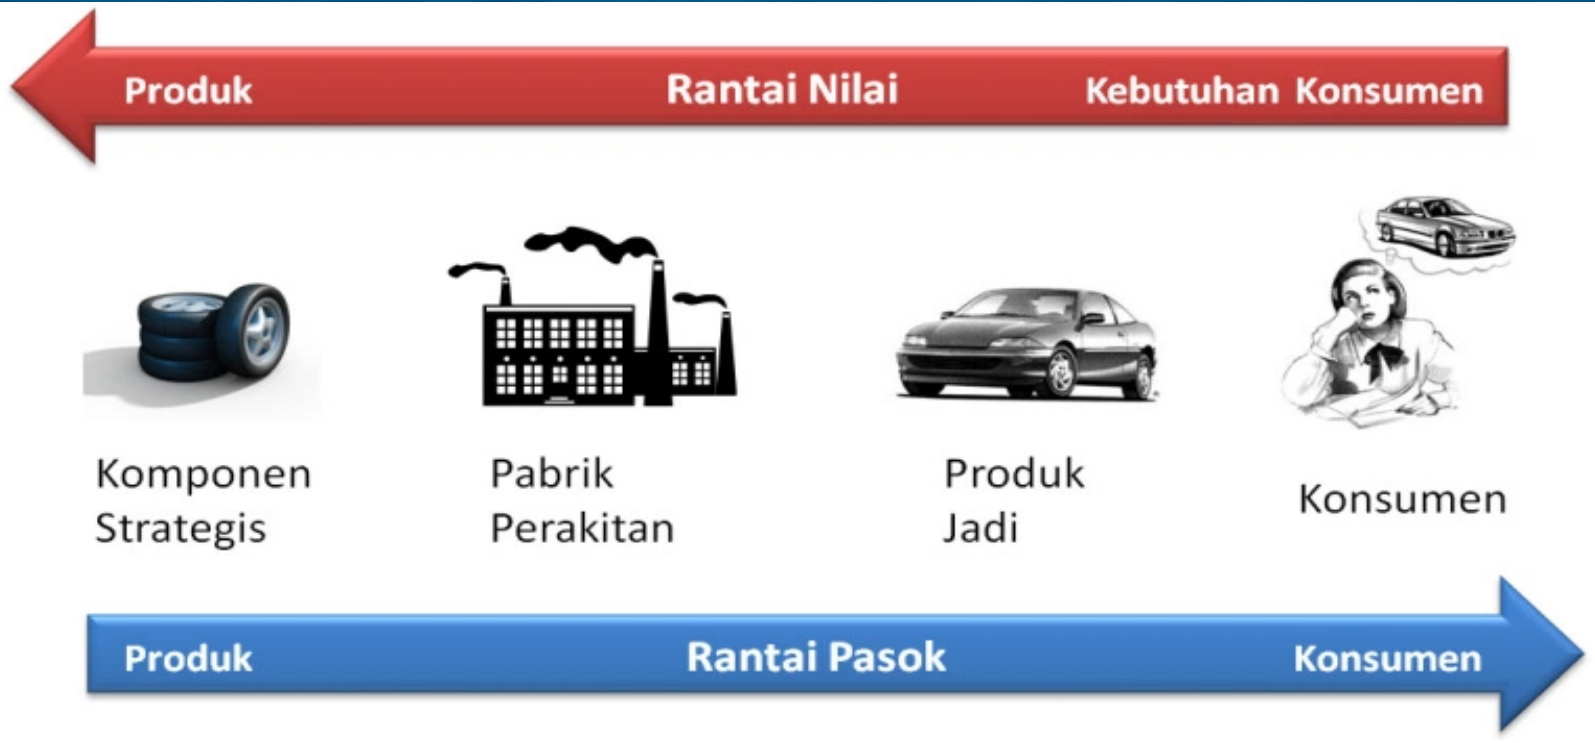 Produk Rantai Nilai Kebutuhan Konsumen
Komponen
Strategis
Pabrik
Perakitan
Produk
Jadi
Konsumen
Produk Rantai Pasok Konsumen